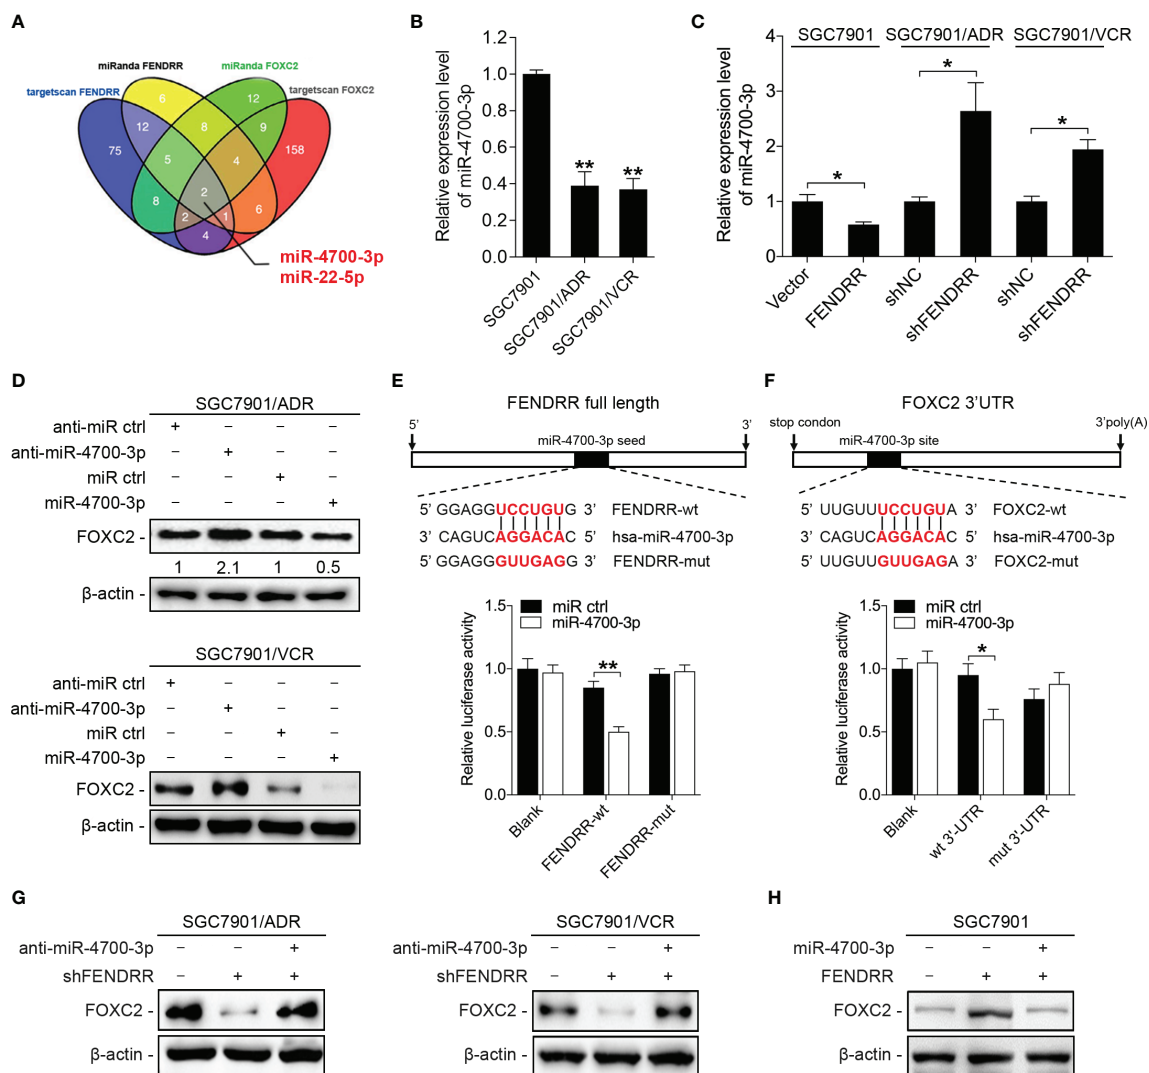 A
miRanda FENDRR
miRanda FOXC2
targetscan FENDRR
targetscan FOXC2
6
12
12
8
9
75
158
5
4
2
8
6
2
1
4
miR-4700-3p
miR-22-5p
B
Relative expression level
of miR-4700-3p
1.2
1.0
0.8
0.6
0.4
0.2
0.0
** **
SGC7901
SGC7901/ADR
SGC7901/VCR
C
Relative expression level
of miR-4700-3p
4
3
2
1
0
SGC7901 SGC7901/ADR SGC7901/VCR
* * *
Vector
FENDRR
shNC
shFENDRR
shNC
shFENDRR
D
SGC7901/ADR
anti-miR ctrl + – – –
anti-miR-4700-3p – + – –
miR ctrl – – + –
miR-4700-3p – – – +
FOXC2 -
1 2.1 1 0.5
β-actin -
SGC7901/VCR
anti-miR ctrl + – – –
anti-miR-4700-3p – + – –
miR ctrl – – + –
miR-4700-3p – – – +
FOXC2 -
β-actin -
E
FENDRR full length
5' 3'
miR-4700-3p seed
5' GGAGGUCCUGUG 3' FENDRR-wt
3' CAGUCAGGACAC 5' hsa-miR-4700-3p
5' GGAGGGUUGAGG 3' FENDRR-mut
Relative luciferase activity
1.5
1.0
0.5
0.0
miR ctrl
miR-4700-3p
**
Blank
FENDRR-wt
FENDRR-mut
F
FOXC2 3'UTR
stop condon 3'poly(A)
miR-4700-3p site
5' UUGUUUCCUGUA 3' FOXC2-wt
3' CAGUCAGGACAC 5' hsa-miR-4700-3p
5' UUGUUGUUGAGA 3' FOXC2-mut
Relative luciferase activity
1.5
1.0
0.5
0.0
miR ctrl
miR-4700-3p
*
Blank
wt 3'-UTR
mut 3'-UTR
G
SGC7901/ADR
anti-miR-4700-3p – – +
shFENDRR – + +
FOXC2 -
β-actin -
SGC7901/VCR
anti-miR-4700-3p – – +
shFENDRR – + +
FOXC2 -
β-actin -
H
SGC7901
miR-4700-3p – – +
FENDRR – + +
FOXC2 -
β-actin -